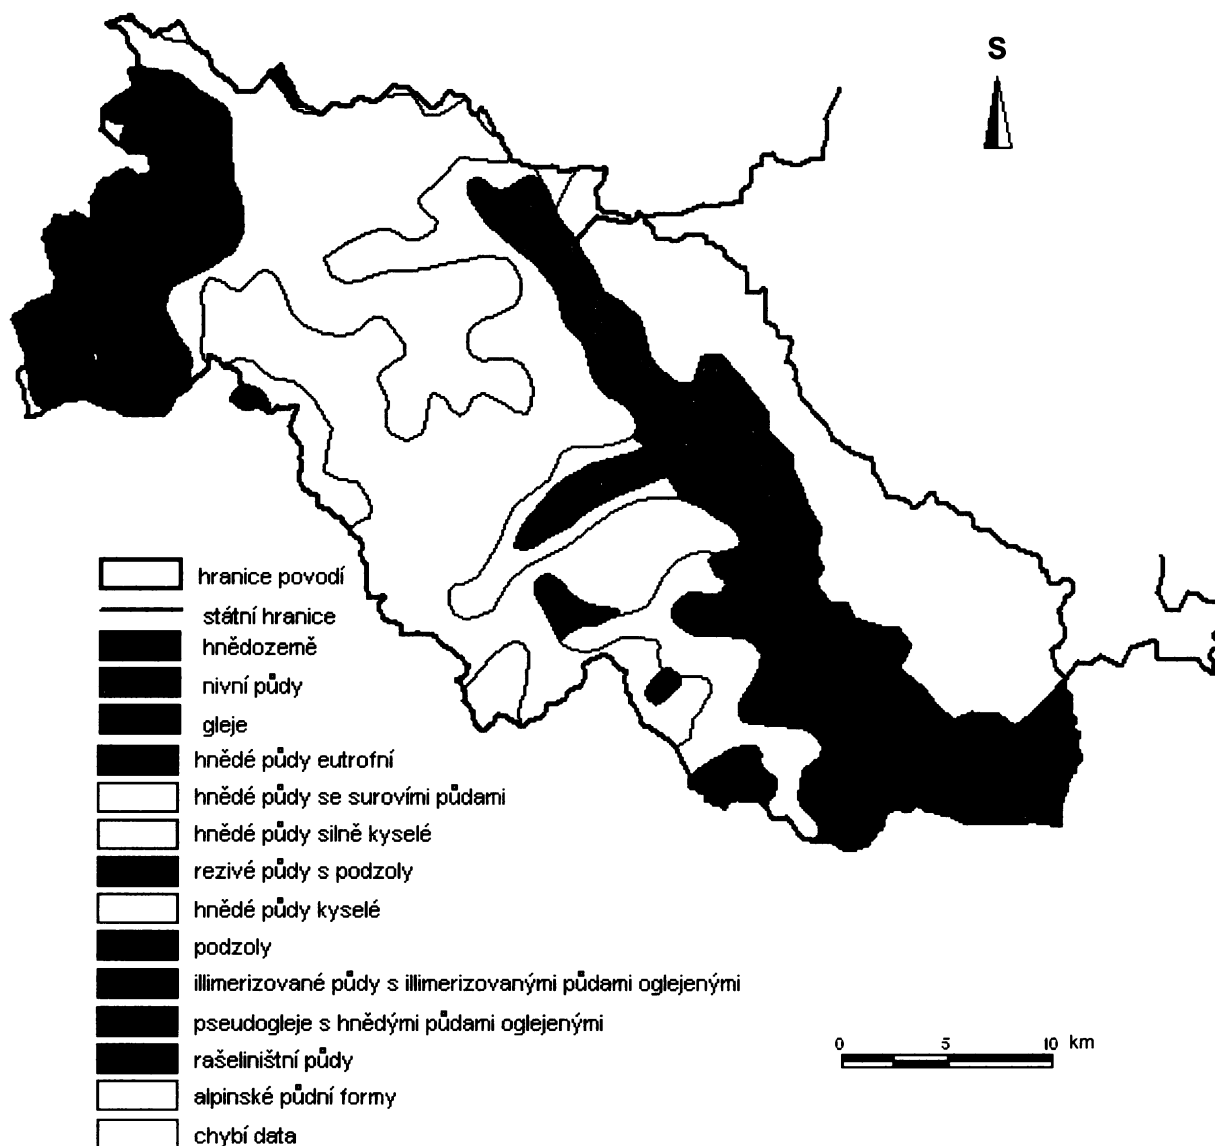 S
hranice povodí
státní hranice
hnědozemě
nivní půdy
gleje
hnědé půdy eutrofní
hnědé půdy se surovími půdami
hnědé půdy silně kyselé
rezivé půdy s podzoly
hnědé půdy kyselé
podzoly
illimerizované půdy s illimerizovanými půdami oglejenými
pseudogleje s hnědými půdami oglejenými
rašeliništní půdy
alpinské půdní formy
chybí data
0 5 10 km